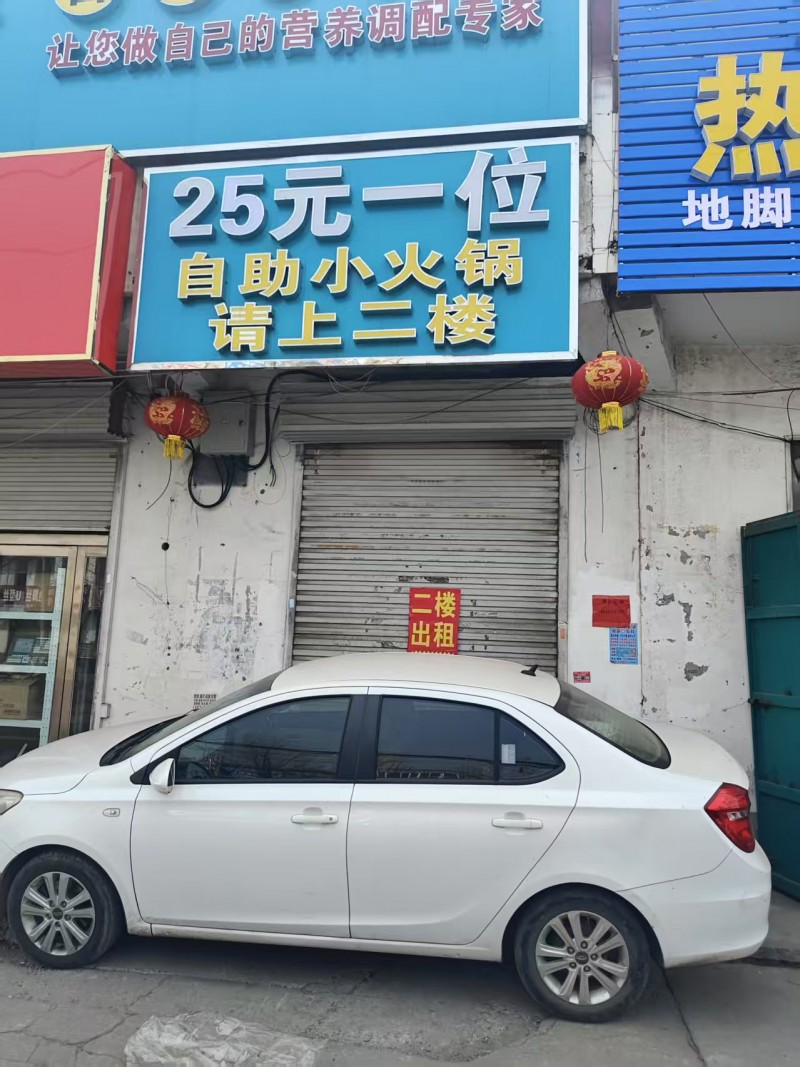 让您做自己的营养调配专家
25元一位
自助小火锅
请上二楼
热
地脚
二楼
出租